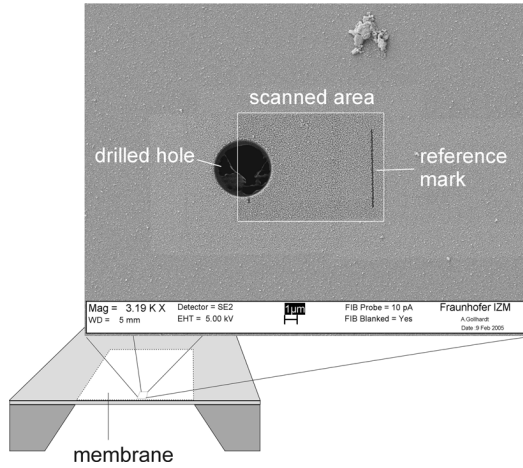 scanned area
drilled hole
reference
mark
Mag = 3.19 K X Detector = SE2 1µm FIB Probe = 10 pA Fraunhofer IZM
WD = 5 mm EHT = 5.00 kV FIB Blanked = Yes A.Gollhardt
Date :9 Feb 2005
membrane